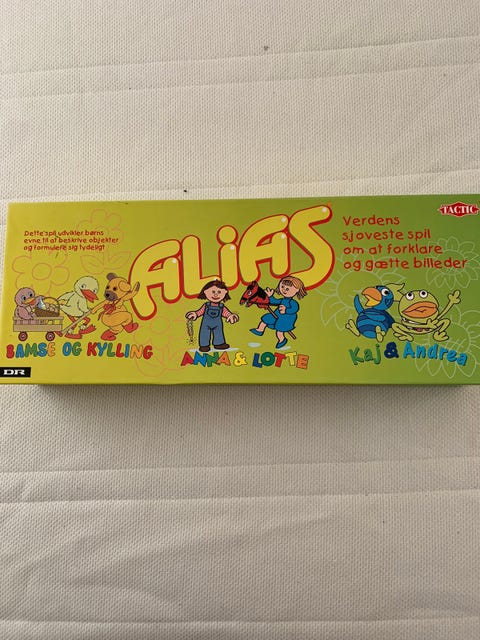 Dette spil udvikler børns
evne til at beskrive objekter
og formulere sig tydeligt
ALiAS
Verdens
sjoveste spil
om at forklare
og gætte billeder
TACTIC
BAMSE OG KYLLING
ANNA & LOTTE
Kaj & Andrea
DR